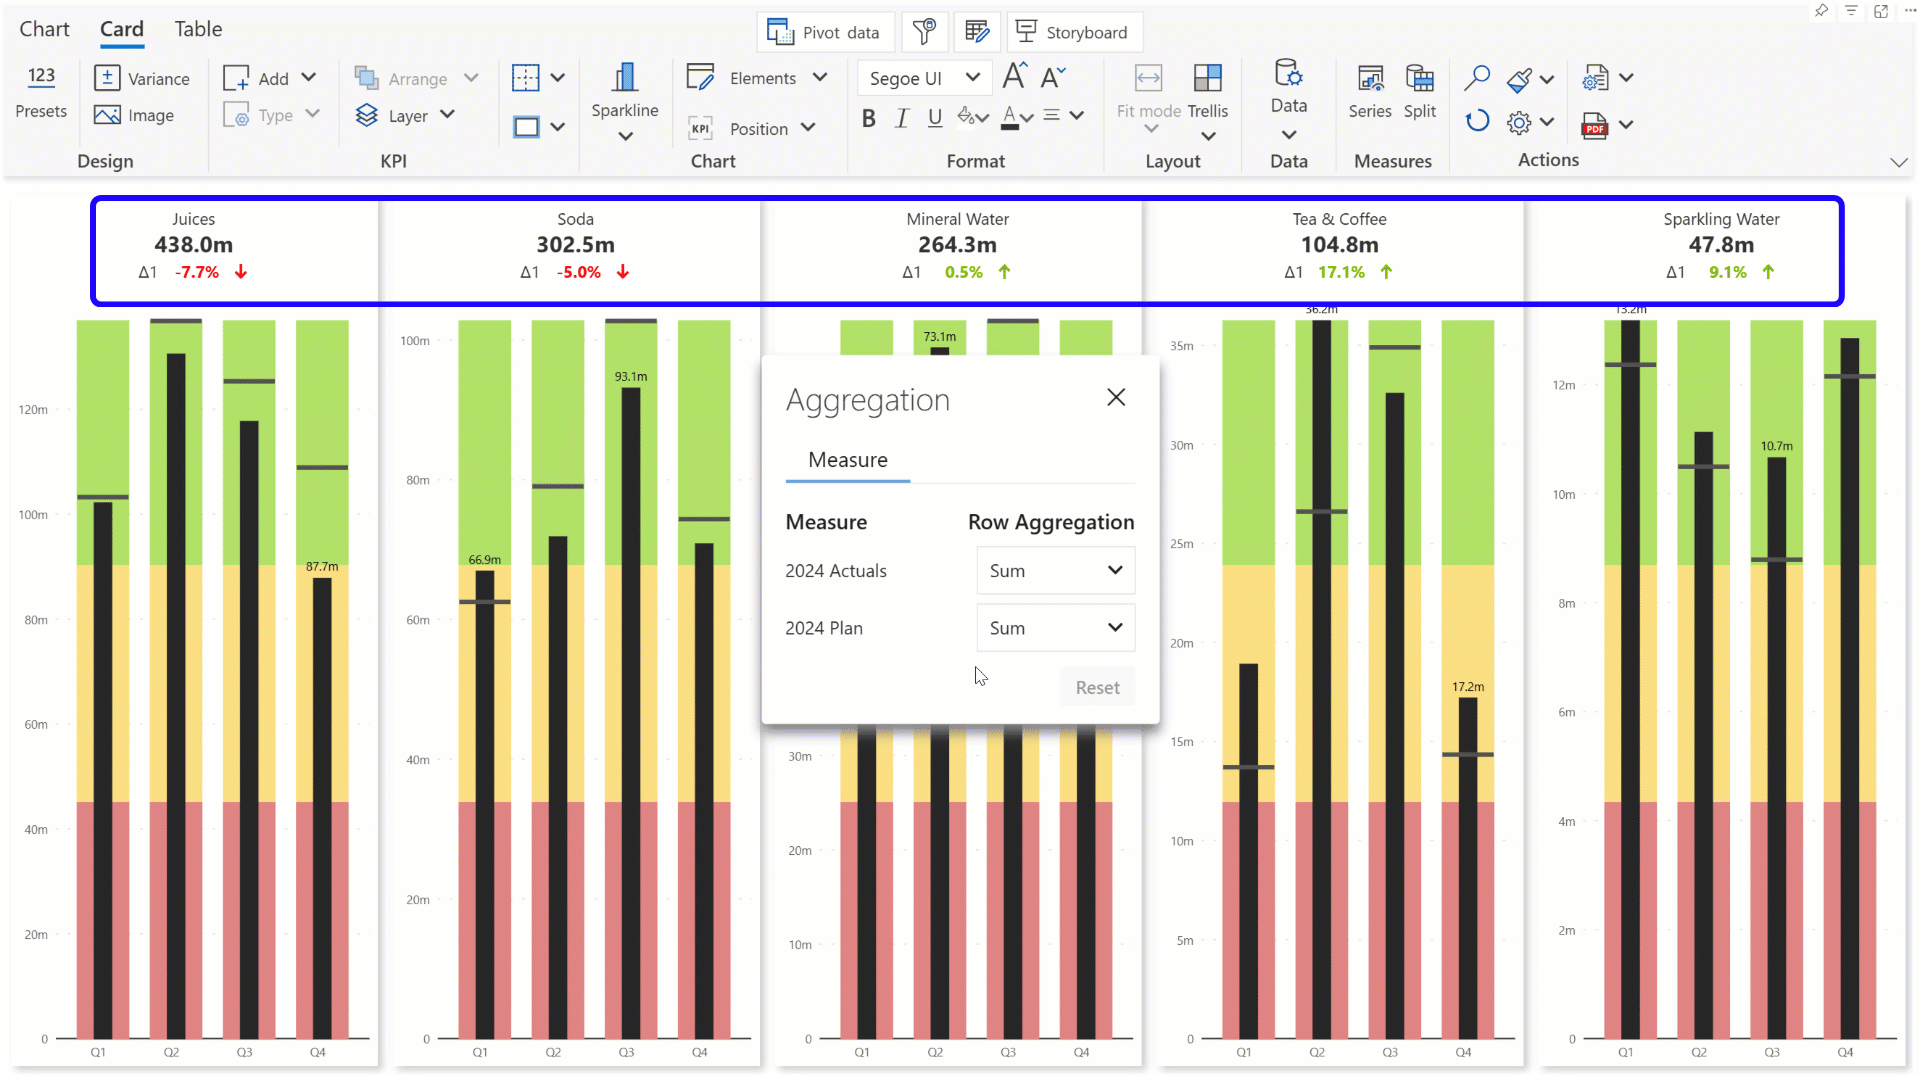 Chart Card Table
Pivot data
Storyboard
123
Presets
Variance
Image
Design
Add
Type
Arrange
Layer
KPI
Sparkline
Elements
KPI
Position
Chart
Segoe UI
A A
B I U A
Format
Fit mode
Trellis
Layout
Data
Data
Series
Split
Measures
PDF
Actions
Juices
438.0m
Δ1 -7.7%
Soda
302.5m
Δ1 -5.0%
Mineral Water
264.3m
Δ1 0.5%
Tea & Coffee
104.8m
Δ1 17.1%
Sparkling Water
47.8m
Δ1 9.1%
120m
100m
80m
60m
40m
20m
0
87.7m
Q1 Q2 Q3 Q4
100m
80m
60m
40m
20m
0
66.9m
93.1m
Q1 Q2 Q3 Q4
73.1m
30m
20m
10m
0
Q1 Q2 Q3 Q4
Aggregation
Measure
Measure Row Aggregation
2024 Actuals Sum
2024 Plan Sum
Reset
36.2m
35m
30m
25m
20m
15m
10m
5m
0
17.2m
Q1 Q2 Q3 Q4
13.2m
12m
10m
8m
6m
4m
2m
0
10.7m
Q1 Q2 Q3 Q4